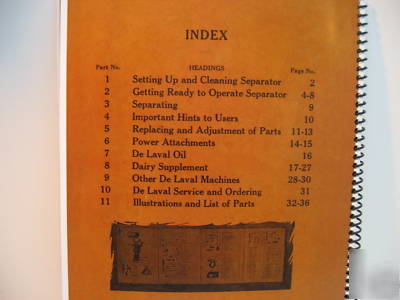 INDEX
Part No. HEADINGS Page No.
1 Setting Up and Cleaning Separator 2
2 Getting Ready to Operate Separator 4-8
3 Separating 9
4 Important Hints to Users 10
5 Replacing and Adjustment of Parts 11-13
6 Power Attachments 14-15
7 De Laval Oil 16
8 Dairy Supplement 17-27
9 Other De Laval Machines 28-30
10 De Laval Service and Ordering 31
11 Illustrations and List of Parts 32-36